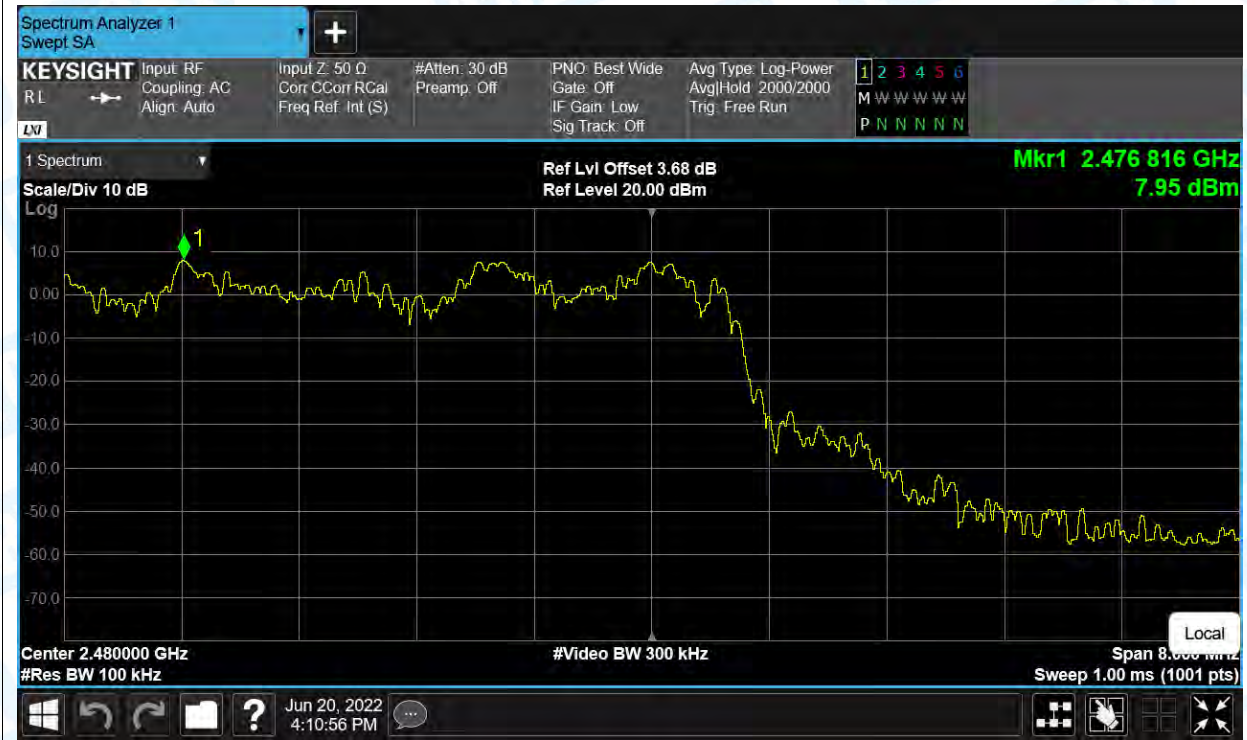 Spectrum Analyzer 1
Swept SA
+
KEYSIGHT
R L
LXI
Input: RF
Coupling: AC
Align: Auto
Input Z: 50 Ω
Corr CCorr RCal
Freq Ref: Int (S)
#Atten: 30 dB
Preamp: Off
PNO: Best Wide
Gate: Off
IF Gain: Low
Sig Track: Off
Avg Type: Log-Power
Avg|Hold: 2000/2000
Trig: Free Run
1 2 3 4 5 6
M W W W W W
P N N N N N
1 Spectrum
Scale/Div 10 dB
Log
Ref Lvl Offset 3.68 dB
Ref Level 20.00 dBm
Mkr1 2.476 816 GHz
7.95 dBm
1
10.0
0.00
-10.0
-20.0
-30.0
-40.0
-50.0
-60.0
-70.0
Local
Center 2.480000 GHz
#Video BW 300 kHz
Span 8.000 MHz
#Res BW 100 kHz
Sweep 1.00 ms (1001 pts)
?
Jun 20, 2022
4:10:56 PM